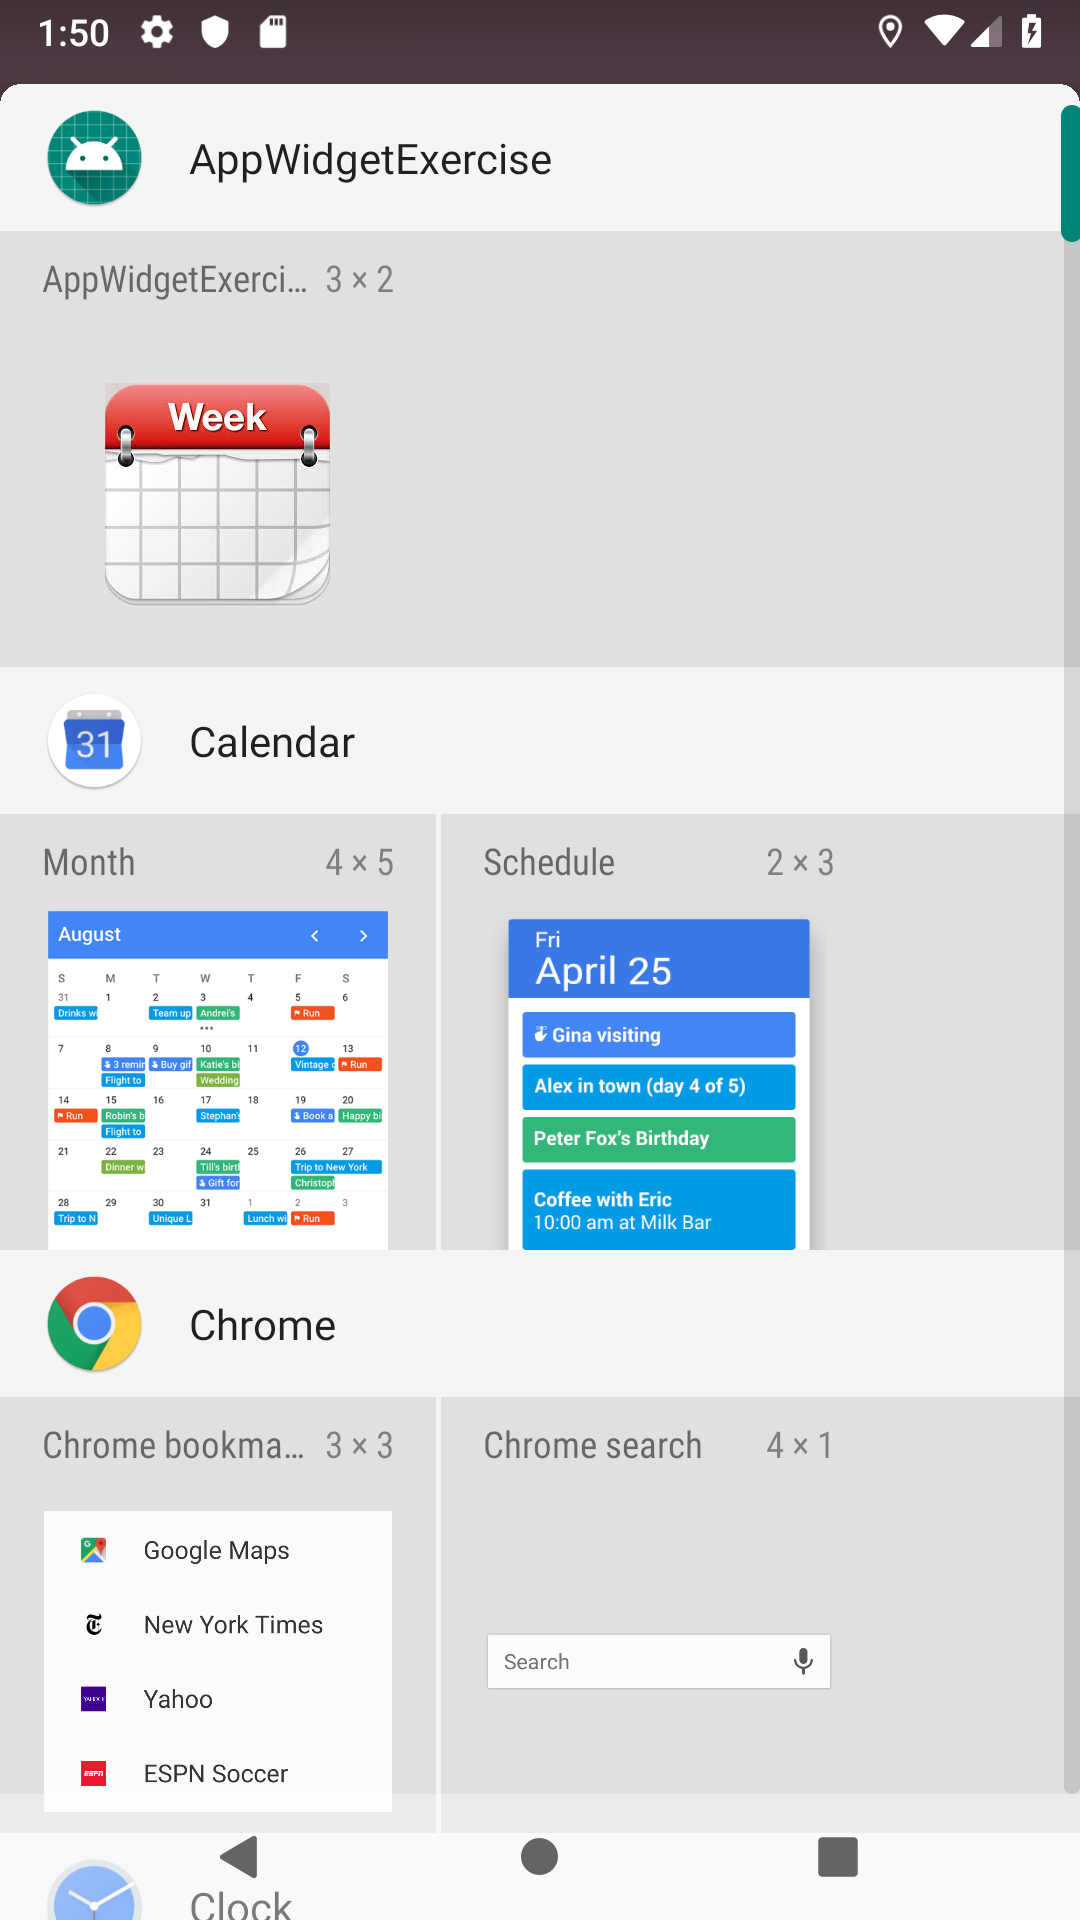 1:50
AppWidgetExercise
AppWidgetExerci... 3 × 2
Week
31
Calendar
Month 4 × 5
Schedule 2 × 3
August
S M T W T F S
31 1 2 3 4 5 6
Drinks wi Team up Andrei's Run
7 8 9 10 11 12 13
3 remin Buy gif Katie's bi Vintage c Run
Flight to Wedding
14 15 16 17 18 19 20
Run Robin's b Stephan's Book a Happy bi
Flight to
21 22 23 24 25 26 27
Dinner w Till's birt Trip to New York
Gift for Christoph
28 29 30 31 1 2 3
Trip to N Unique L Lunch wi Run
Fri
April 25
Gina visiting
Alex in town (day 4 of 5)
Peter Fox's Birthday
Coffee with Eric
10:00 am at Milk Bar
Chrome
Chrome bookma... 3 × 3
Chrome search 4 × 1
Google Maps
New York Times
Yahoo
ESPN Soccer
Search
Clock